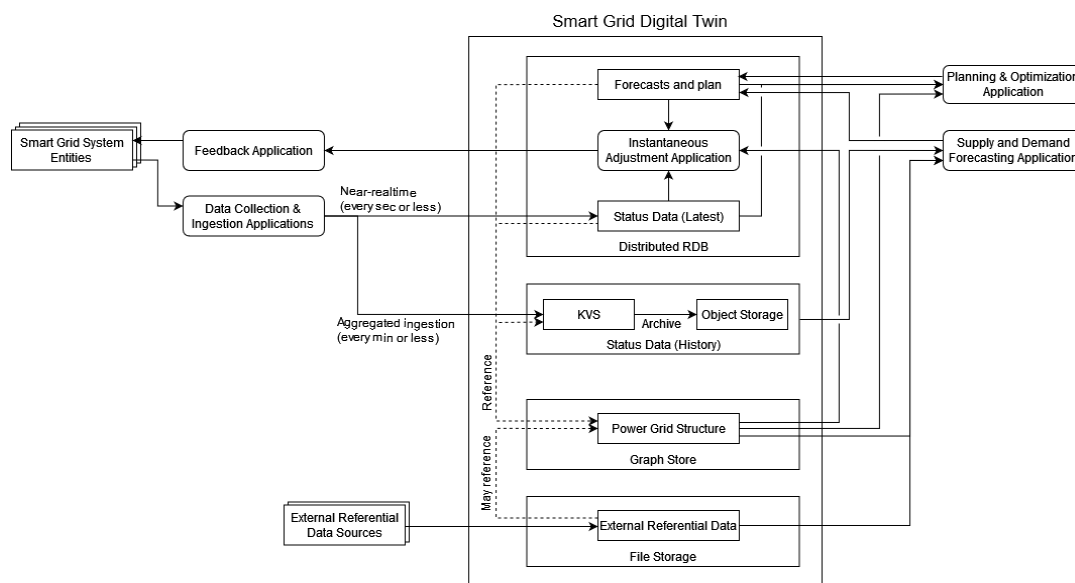 Smart Grid Digital Twin
Forecasts and plan
Planning & Optimization
Application
Smart Grid System
Entities
Feedback Application
Instantaneous
Adjustment Application
Supply and Demand
Forecasting Application
Data Collection &
Ingestion Applications
Near-realtime
(every sec or less)
Status Data (Latest)
Distributed RDB
Aggregated ingestion
(every min or less)
KVS
Archive
Object Storage
Status Data (History)
Reference
Power Grid Structure
Graph Store
May reference
External Referential
Data Sources
External Referential Data
File Storage